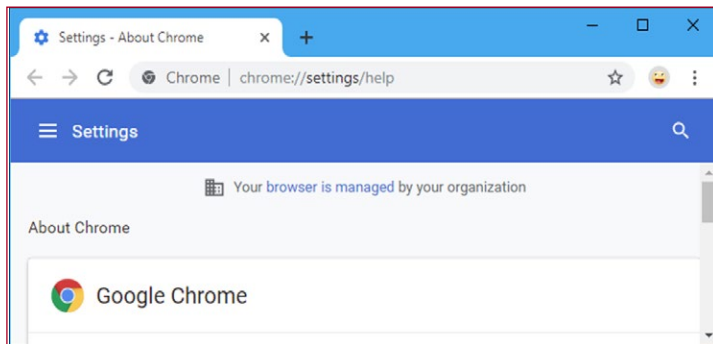 Settings - About Chrome
Chrome | chrome://settings/help
Settings
Your browser is managed by your organization
About Chrome
Google Chrome